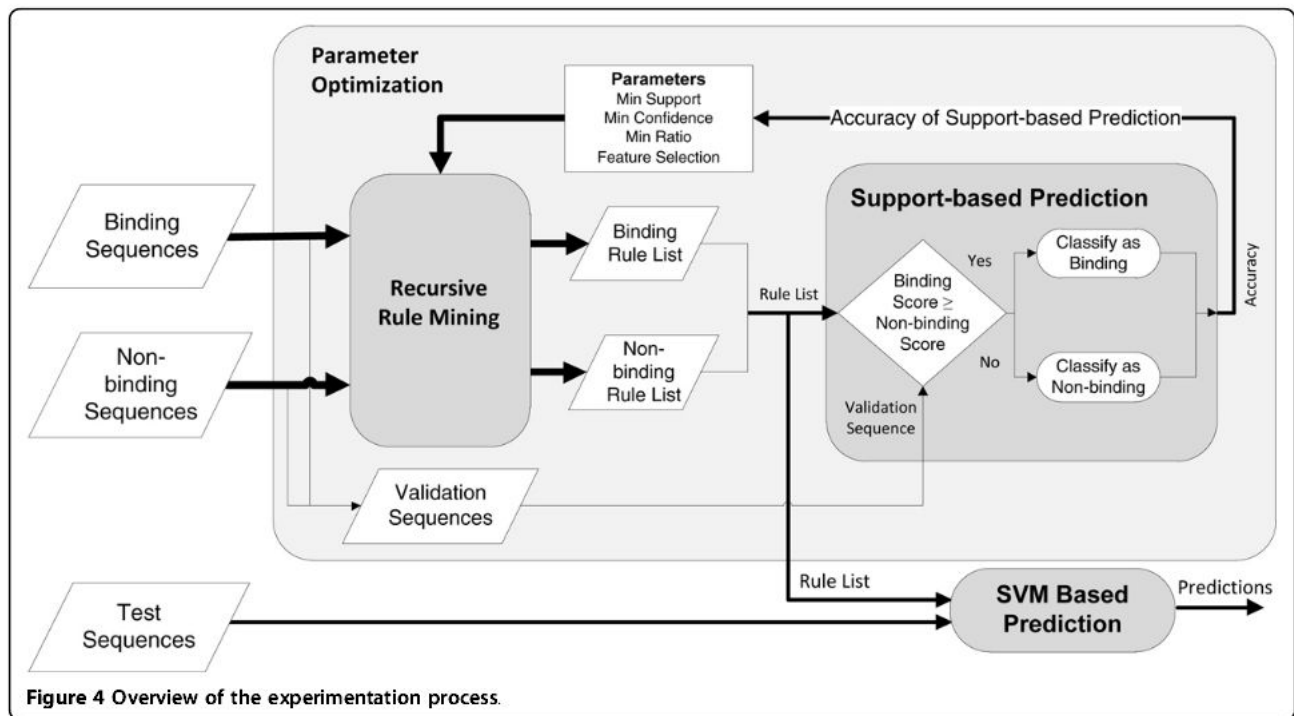 Parameter
Optimization
Parameters
Min Support
Min Confidence
Min Ratio
Feature Selection
Accuracy of Support-based Prediction
Binding
Sequences
Non-
binding
Sequences
Recursive
Rule Mining
Binding
Rule List
Non-
binding
Rule List
Rule List
Support-based Prediction
Binding
Score ≥
Non-binding
Score
Yes
No
Classify as
Binding
Classify as
Non-binding
Accuracy
Validation
Sequence
Validation
Sequences
Test
Sequences
Rule List
SVM Based
Prediction
Predictions
Figure 4 Overview of the experimentation process.